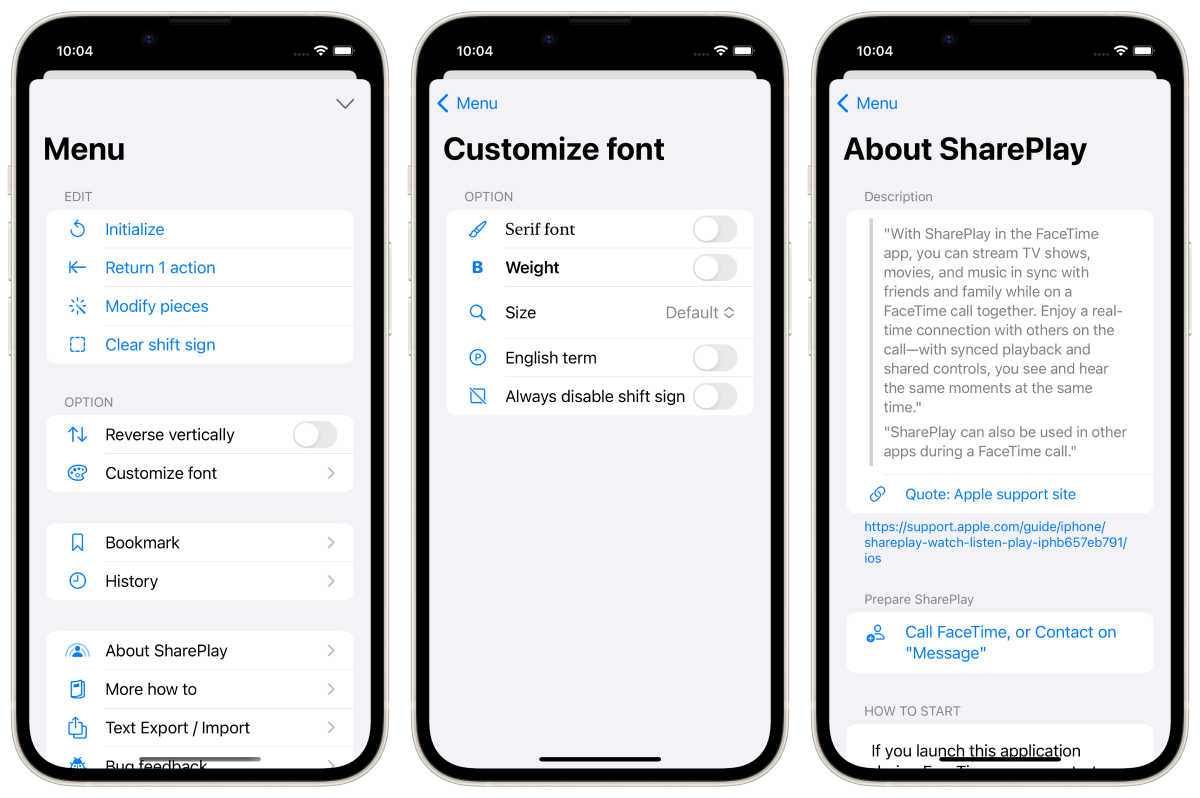 10:04
Menu
EDIT
Initialize
Return 1 action
Modify pieces
Clear shift sign
OPTION
Reverse vertically
Customize font
Bookmark
History
About SharePlay
More how to
Text Export / Import
Bug feedback
10:04
Menu
Customize font
OPTION
Serif font
B Weight
Size Default
P English term
Always disable shift sign
10:04
Menu
About SharePlay
Description
"With SharePlay in the FaceTime
app, you can stream TV shows,
movies, and music in sync with
friends and family while on a
FaceTime call together. Enjoy a real-
time connection with others on the
call—with synced playback and
shared controls, you see and hear
the same moments at the same
time."
"SharePlay can also be used in other
apps during a FaceTime call."
Quote: Apple support site
https://support.apple.com/guide/iphone/
shareplay-watch-listen-play-iphb657eb791/
ios
Prepare SharePlay
Call FaceTime, or Contact on
"Message"
HOW TO START
If you launch this application